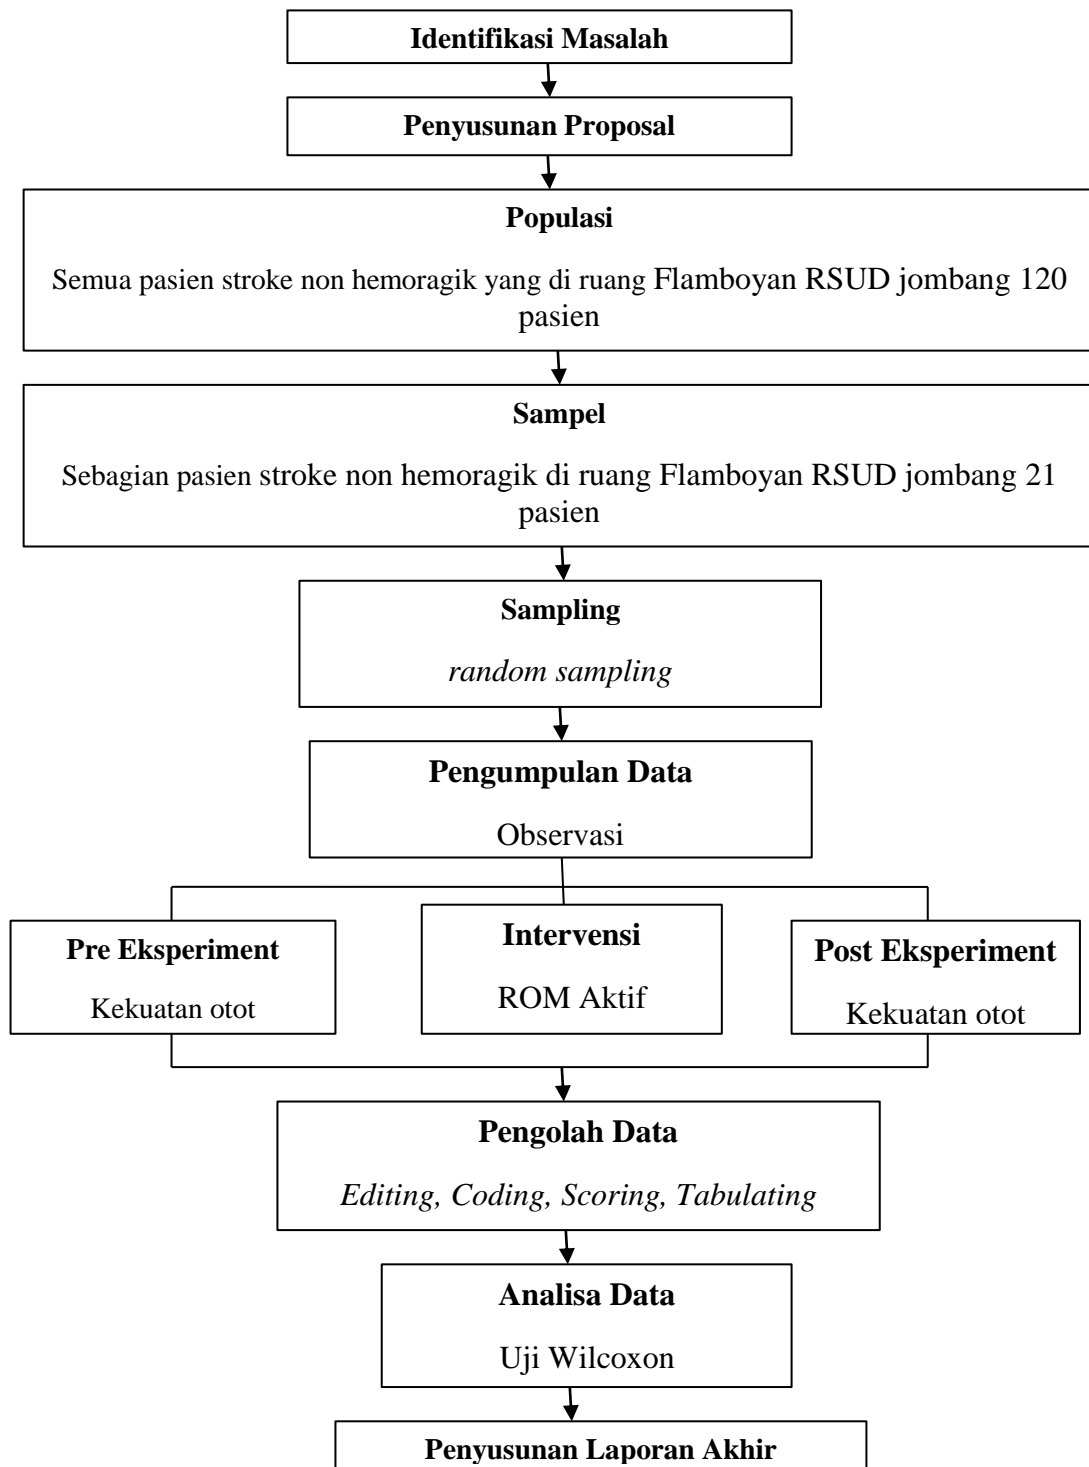 Identifikasi Masalah
Penyusunan Proposal
Populasi
Semua pasien stroke non hemoragik yang di ruang Flamboyan RSUD jombang 120
pasien
Sampel
Sebagian pasien stroke non hemoragik di ruang Flamboyan RSUD jombang 21
pasien
Sampling
random sampling
Pengumpulan Data
Observasi
Pre Eksperiment
Kekuatan otot
Intervensi
ROM Aktif
Post Eksperiment
Kekuatan otot
Pengolah Data
Editing, Coding, Scoring, Tabulating
Analisa Data
Uji Wilcoxon
Penyusunan Laporan Akhir